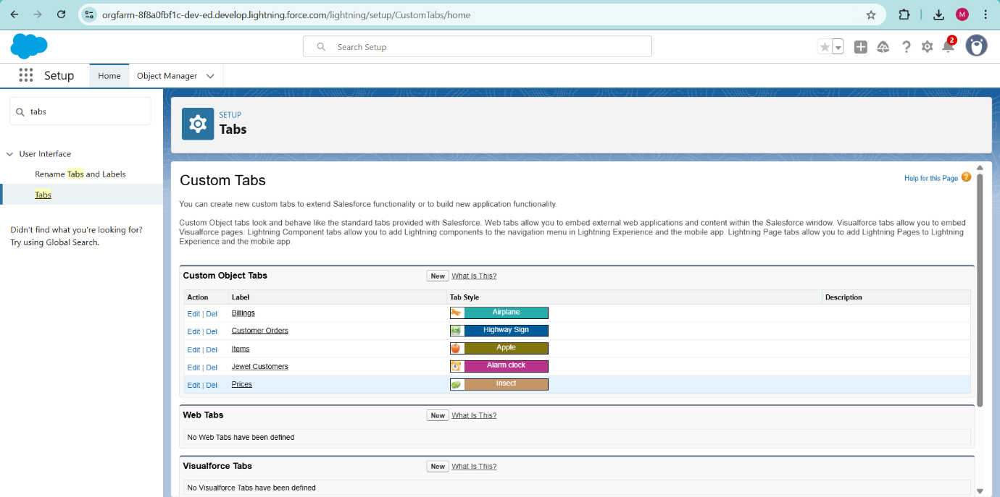 orgfarm-8f8a0fbf1c-dev-ed.develop.lightning.force.com/lightning/setup/CustomTabs/home
M
Search Setup
2
Setup
Home
Object Manager
tabs
User Interface
Rename Tabs and Labels
Tabs
Didn't find what you're looking for?
Try using Global Search.
SETUP
Tabs
Custom Tabs
Help for this Page ?
You can create new custom tabs to extend Salesforce functionality or to build new application functionality.
Custom Object tabs look and behave like the standard tabs provided with Salesforce. Web tabs allow you to embed external web applications and content within the Salesforce window. Visualforce tabs allow you to embed
Visualforce pages. Lightning Component tabs allow you to add Lightning components to the navigation menu in Lightning Experience and the mobile app. Lightning Page tabs allow you to add Lightning Pages to Lightning
Experience and the mobile app.
Custom Object Tabs New What Is This?
Action Label Tab Style Description
Edit | Del Billings Airplane
Edit | Del Customer Orders Highway Sign
Edit | Del Items Apple
Edit | Del Jewel Customers Alarm clock
Edit | Del Prices Insect
Web Tabs New What Is This?
No Web Tabs have been defined
Visualforce Tabs New What Is This?
No Visualforce Tabs have been defined